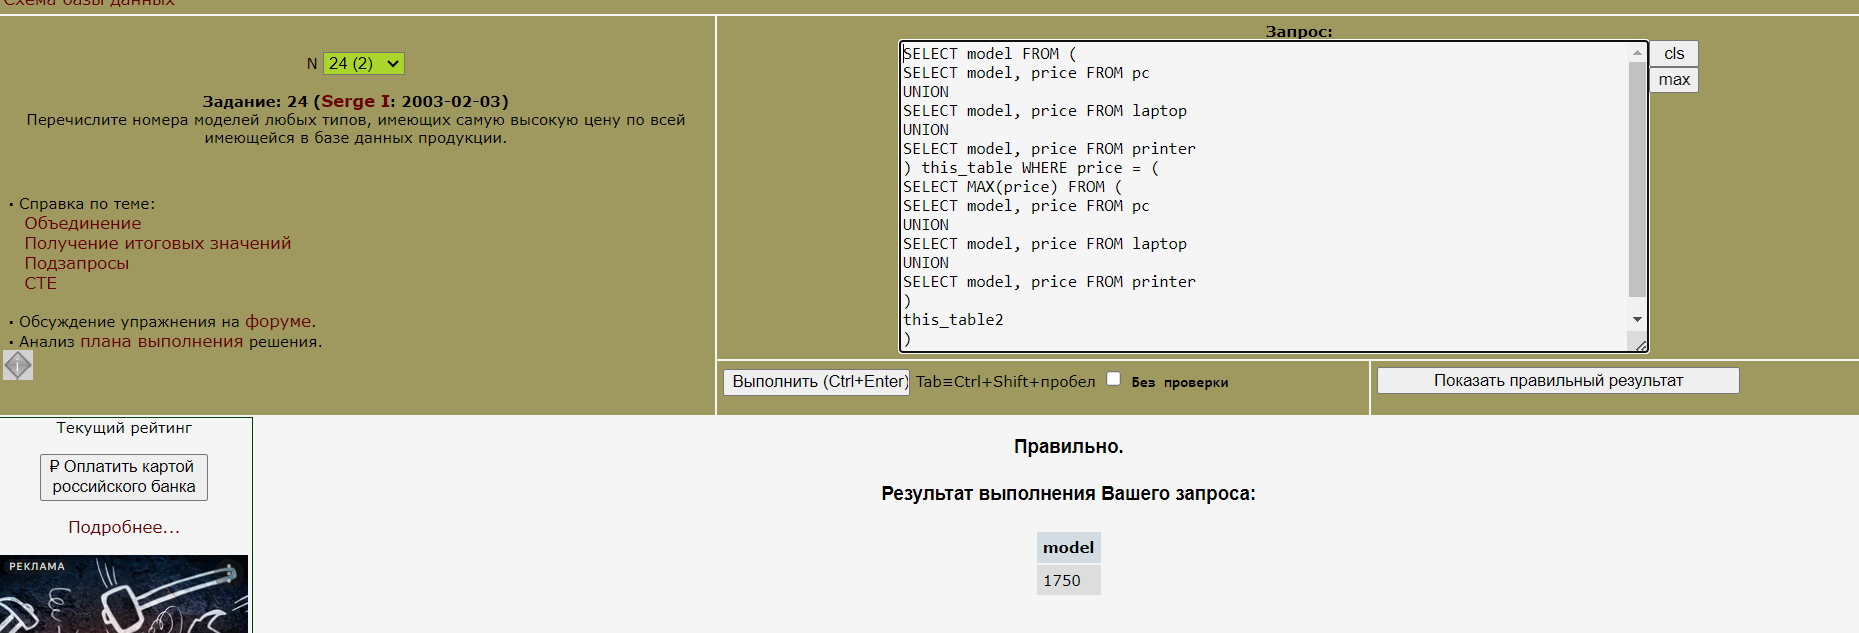 Схема базы данных
N 24 (2)
Задание: 24 (Serge I: 2003-02-03)
Перечислите номера моделей любых типов, имеющих самую высокую цену по всей
имеющейся в базе данных продукции.
• Справка по теме:
Объединение
Получение итоговых значений
Подзапросы
CTE
• Обсуждение упражнения на форуме.
• Анализ плана выполнения решения.
Запрос:
SELECT model FROM (
SELECT model, price FROM pc
UNION
SELECT model, price FROM laptop
UNION
SELECT model, price FROM printer
) this_table WHERE price = (
SELECT MAX(price) FROM (
SELECT model, price FROM pc
UNION
SELECT model, price FROM laptop
UNION
SELECT model, price FROM printer
)
this_table2
)
cls
max
Выполнить (Ctrl+Enter) Tab≡Ctrl+Shift+пробел Без проверки
Показать правильный результат
Текущий рейтинг
₽ Оплатить картой
российского банка
Подробнее...
РЕКЛАМА
Правильно.
Результат выполнения Вашего запроса:
model
1750